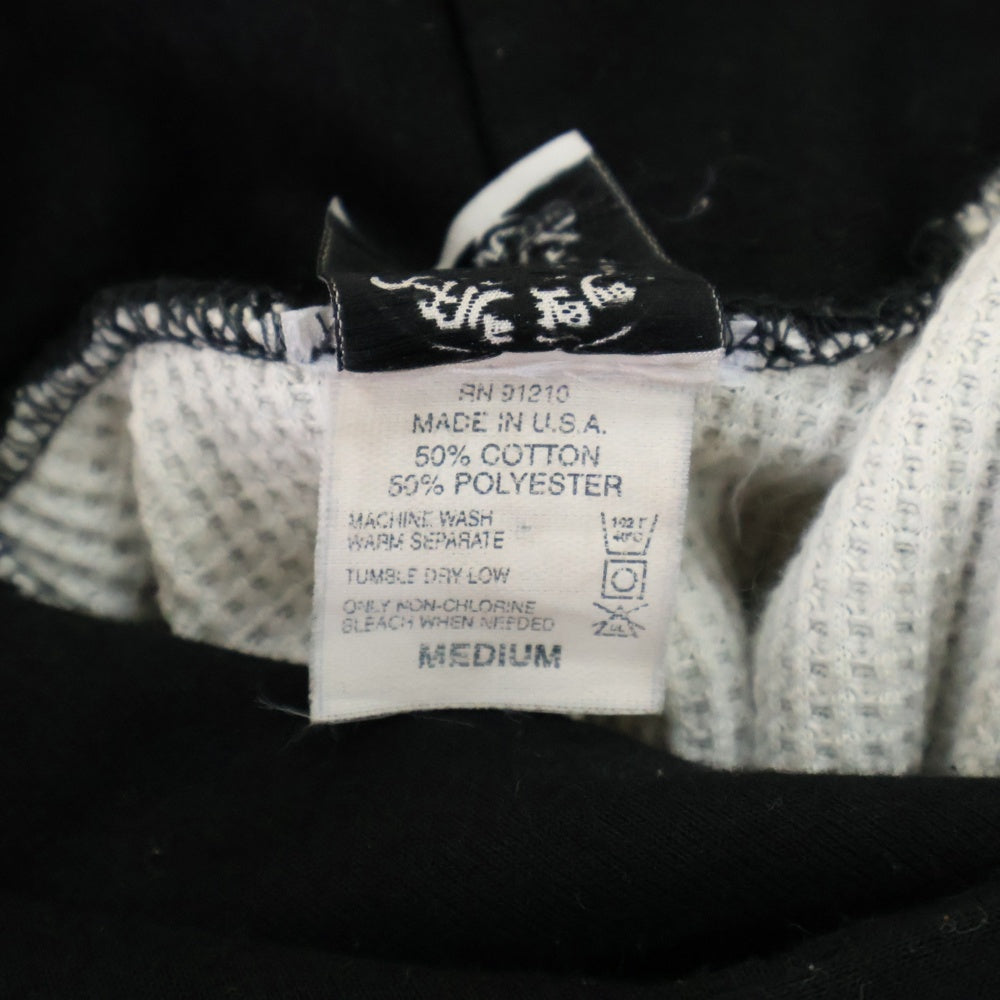 RN 91210
MADE IN U.S.A.
50% COTTON
50% POLYESTER
MACHINE WASH
WARM SEPARATE
TUMBLE DRY LOW
ONLY NON-CHLORINE
BLEACH WHEN NEEDED
MEDIUM